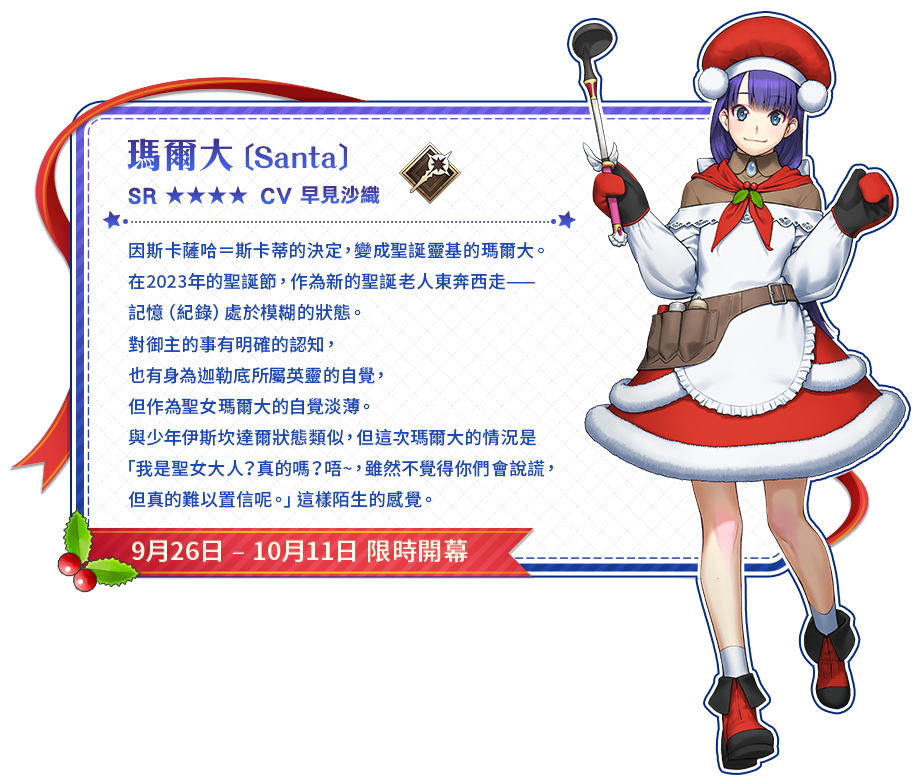 瑪爾大〔Santa〕
SR ★★★★ CV 早見沙織
因斯卡薩哈＝斯卡蒂的決定，變成聖誕靈基的瑪爾大。
在2023年的聖誕節，作為新的聖誕老人東奔西走——
記憶（紀錄）處於模糊的狀態。
對御主的事有明確的認知，
也有身為迦勒底所屬英靈的自覺，
但作為聖女瑪爾大的自覺淡薄。
與少年伊斯坎達爾狀態類似，但這次瑪爾大的情況是
「我是聖女大人？真的嗎？唔~，雖然不覺得你們會說謊，
但真的難以置信呢。」這樣陌生的感覺。
9月26日 – 10月11日 限時開幕